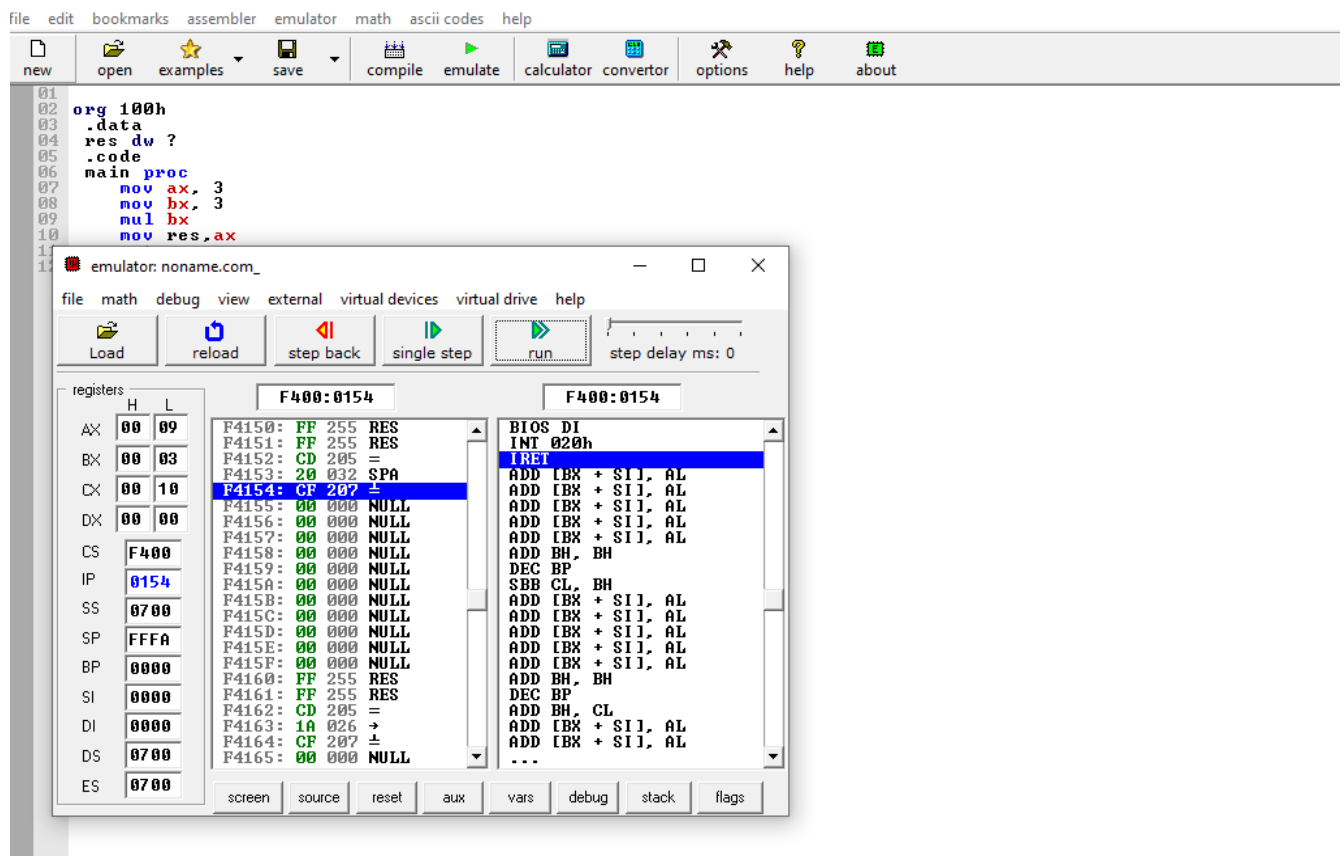 file edit bookmarks assembler emulator math ascii codes help
new open examples save compile emulate calculator convertor options help about
01
02 org 100h
03 .data
04 res dw ?
05 .code
06 main proc
07 mov ax, 3
08 mov bx, 3
09 mul bx
10 mov res,ax
emulator: noname.com_
file math debug view external virtual devices virtual drive help
Load reload step back single step run step delay ms: 0
registers
H L
AX 00 09
BX 00 03
CX 00 10
DX 00 00
CS F400
IP 0154
SS 0700
SP FFFA
BP 0000
SI 0000
DI 0000
DS 0700
ES 0700
F400:0154
F4150: FF 255 RES
F4151: FF 255 RES
F4152: CD 205 =
F4153: 20 032 SPA
F4154: CF 207 ╧
F4155: 00 000 NULL
F4156: 00 000 NULL
F4157: 00 000 NULL
F4158: 00 000 NULL
F4159: 00 000 NULL
F415A: 00 000 NULL
F415B: 00 000 NULL
F415C: 00 000 NULL
F415D: 00 000 NULL
F415E: 00 000 NULL
F415F: 00 000 NULL
F4160: FF 255 RES
F4161: FF 255 RES
F4162: CD 205 =
F4163: 1A 026 →
F4164: CF 207 ╧
F4165: 00 000 NULL
F400:0154
BIOS DI
INT 020h
IRET
ADD [BX + SI], AL
ADD [BX + SI], AL
ADD [BX + SI], AL
ADD [BX + SI], AL
ADD [BX + SI], AL
ADD BH, BH
DEC BP
SBB CL, BH
ADD [BX + SI], AL
ADD [BX + SI], AL
ADD [BX + SI], AL
ADD [BX + SI], AL
ADD [BX + SI], AL
ADD BH, BH
DEC BP
ADD BH, CL
ADD [BX + SI], AL
ADD [BX + SI], AL
...
screen source reset aux vars debug stack flags